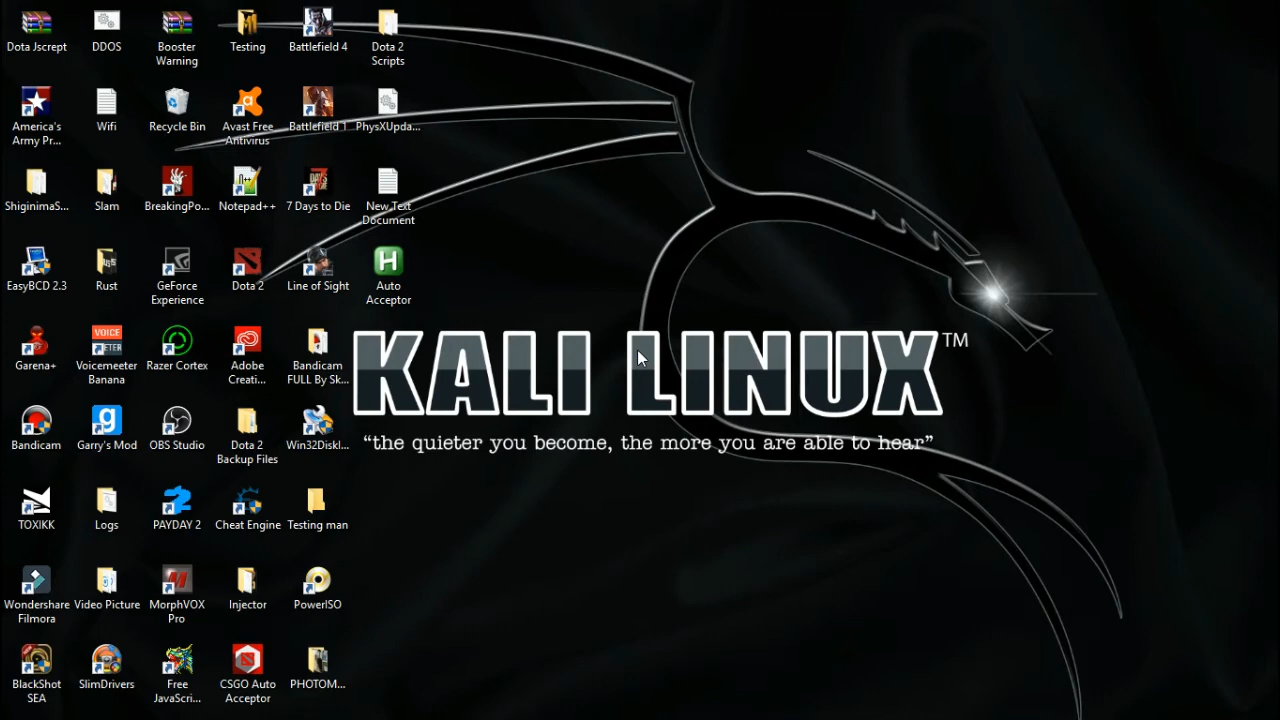 Dota Jscrept
DDOS
Booster
Warning
Testing
Battlefield 4
Dota 2
Scripts
America's
Army Pr...
Wifi
Recycle Bin
Avast Free
Antivirus
Battlefield 1
PhysXUpda...
ShiginimaS...
Slam
BreakingPo...
Notepad++
7 Days to Die
New Text
Document
EasyBCD 2.3
Rust
GeForce
Experience
Dota 2
Line of Sight
Auto
Acceptor
Garena+
VOICE
METER
Voicemeeter
Banana
Razer Cortex
Adobe
Creati...
Bandicam
FULL By Sk...
KALI LINUX™
Bandicam
Garry's Mod
OBS Studio
Dota 2
Backup Files
Win32DiskI...
“the quieter you become, the more you are able to hear”
TOXIKK
Logs
PAYDAY 2
Cheat Engine
Testing man
Wondershare
Filmora
Video Picture
MorphVOX
Pro
Injector
PowerISO
BlackShot
SEA
SlimDrivers
Free
JavaScri...
CSGO Auto
Acceptor
PHOTOM...